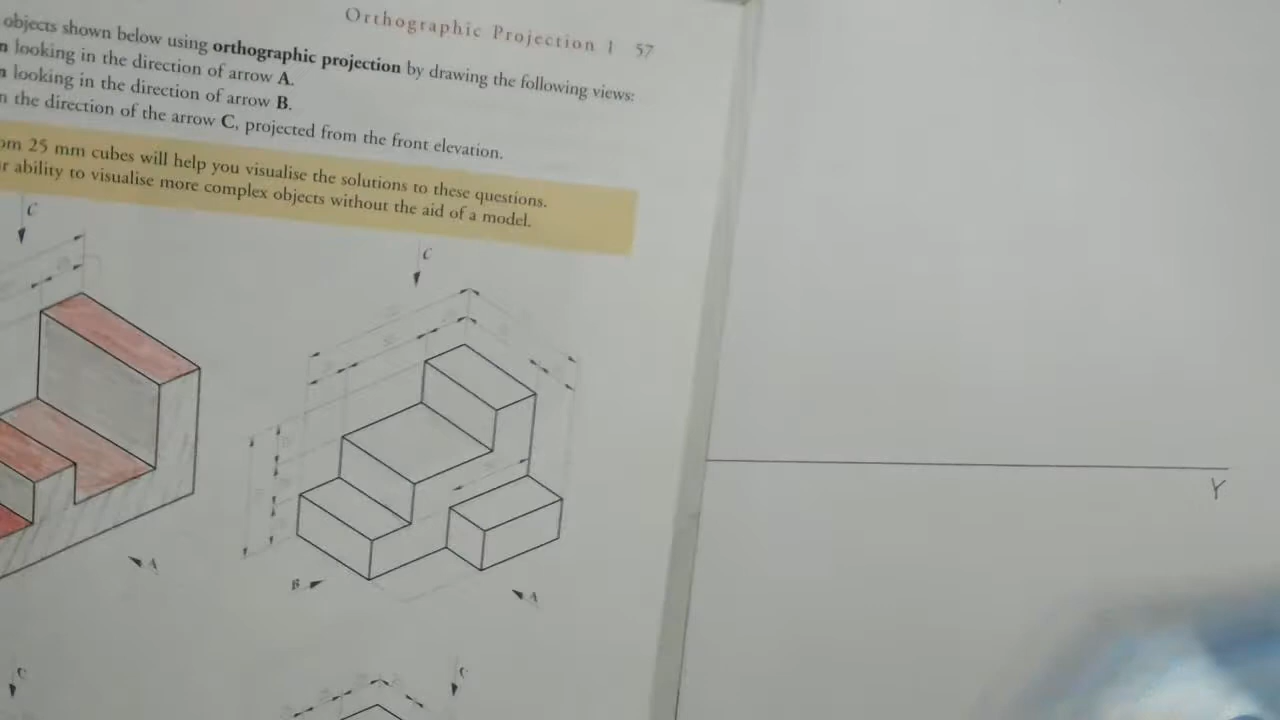 Orthographic Projection 1 57
objects shown below using orthographic projection by drawing the following views:
n looking in the direction of arrow A.
n looking in the direction of arrow B.
n the direction of the arrow C, projected from the front elevation.
om 25 mm cubes will help you visualise the solutions to these questions.
r ability to visualise more complex objects without the aid of a model.
C
C
Y
A
B
A
C
C